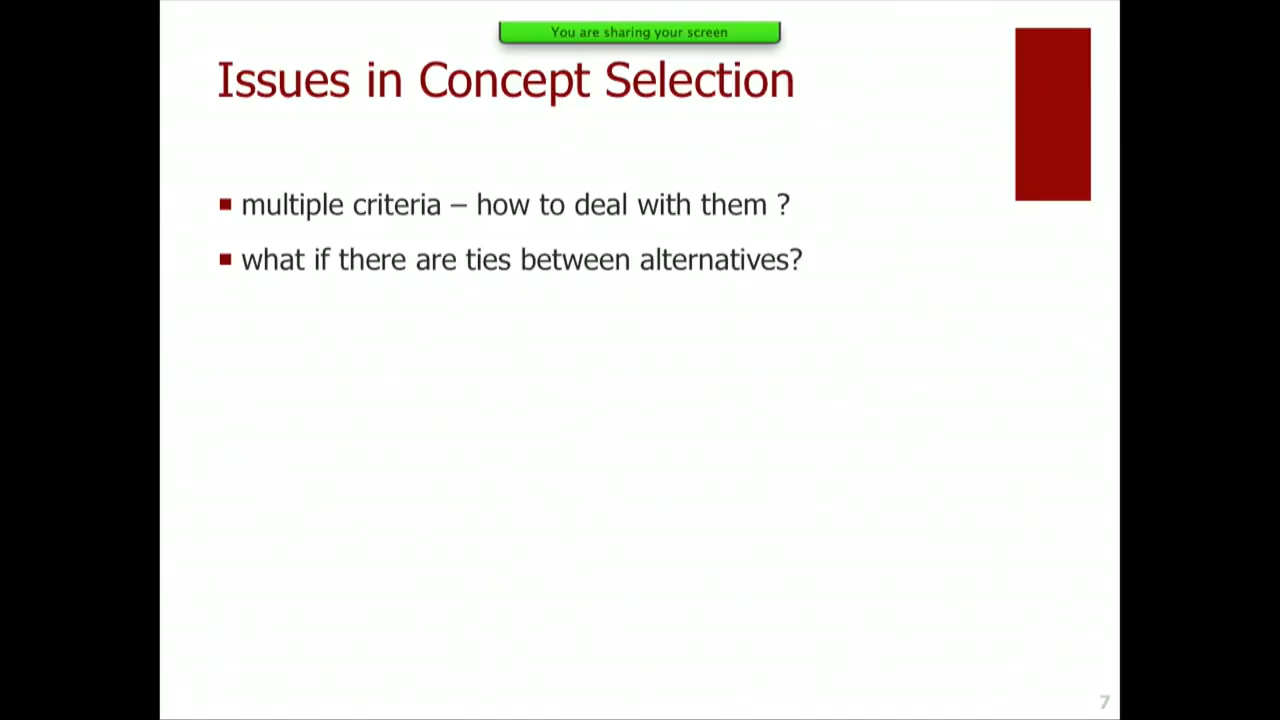 You are sharing your screen
Issues in Concept Selection
multiple criteria – how to deal with them ?
what if there are ties between alternatives?
7